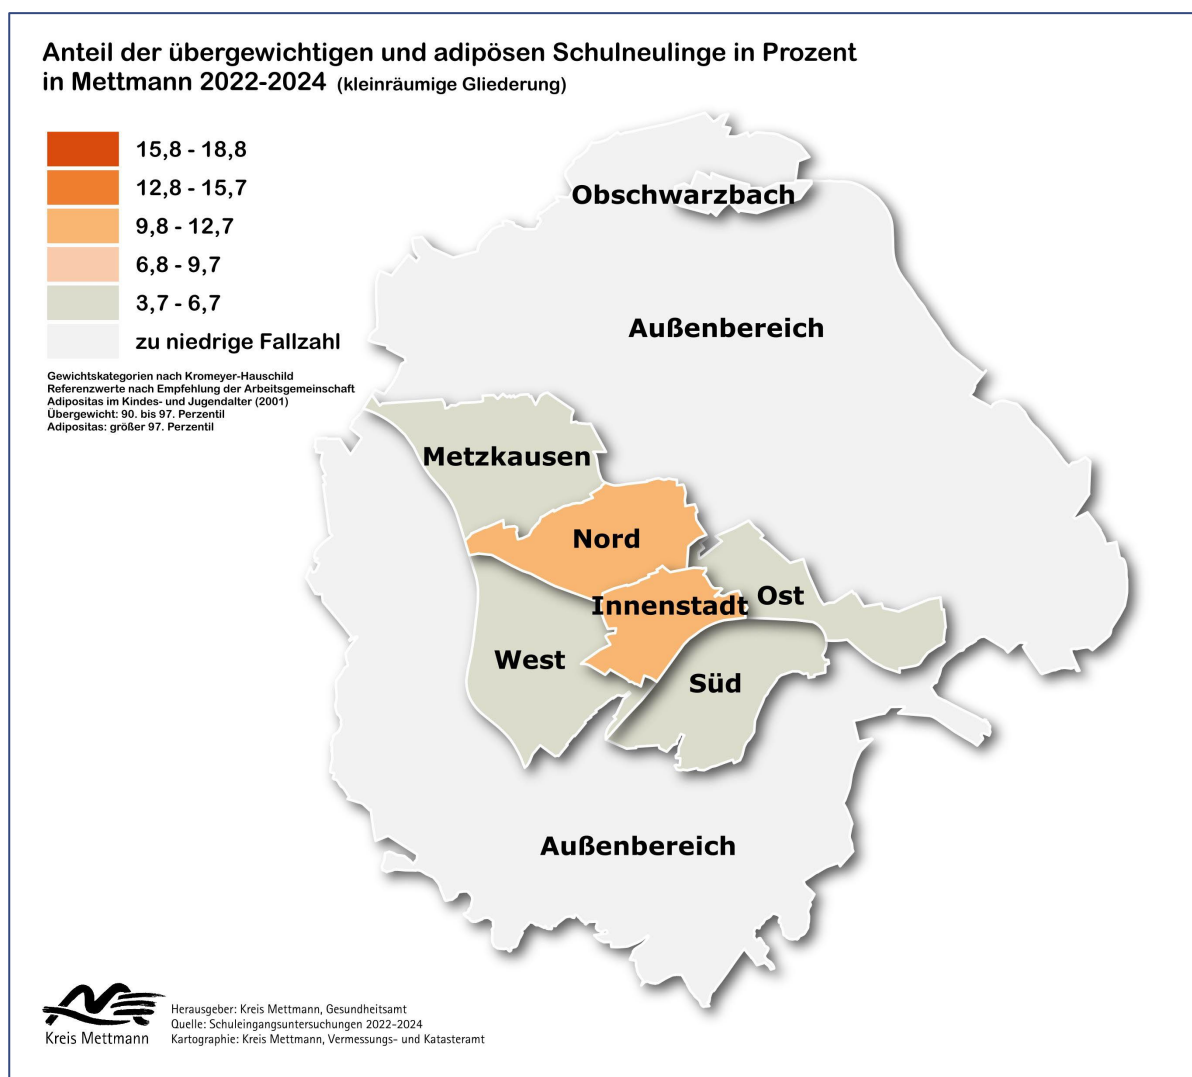 Anteil der übergewichtigen und adipösen Schulneulinge in Prozent
in Mettmann 2022-2024 (kleinräumige Gliederung)
15,8 - 18,8
12,8 - 15,7
9,8 - 12,7
6,8 - 9,7
3,7 - 6,7
zu niedrige Fallzahl
Gewichtskategorien nach Kromeyer-Hauschild
Referenzwerte nach Empfehlung der Arbeitsgemeinschaft
Adipositas im Kindes- und Jugendalter (2001)
Übergewicht: 90. bis 97. Perzentil
Adipositas: größer 97. Perzentil
Obschwarzbach
Außenbereich
Metzkausen
Nord
Innenstadt
Ost
West
Süd
Außenbereich
Kreis Mettmann
Herausgeber: Kreis Mettmann, Gesundheitsamt
Quelle: Schuleingangsuntersuchungen 2022-2024
Kartographie: Kreis Mettmann, Vermessungs- und Katasteramt